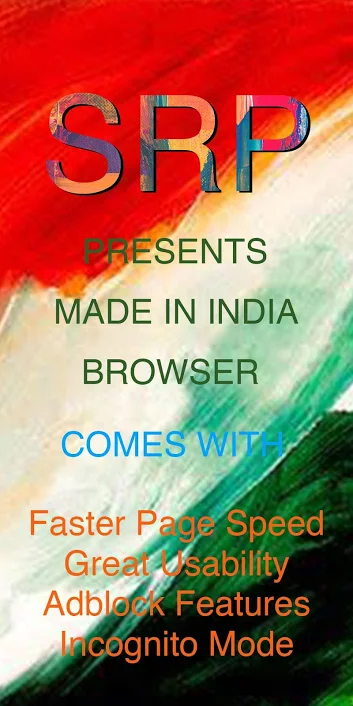 SRP
PRESENTS
MADE IN INDIA
BROWSER
COMES WITH
Faster Page Speed
Great Usability
Adblock Features
Incognito Mode